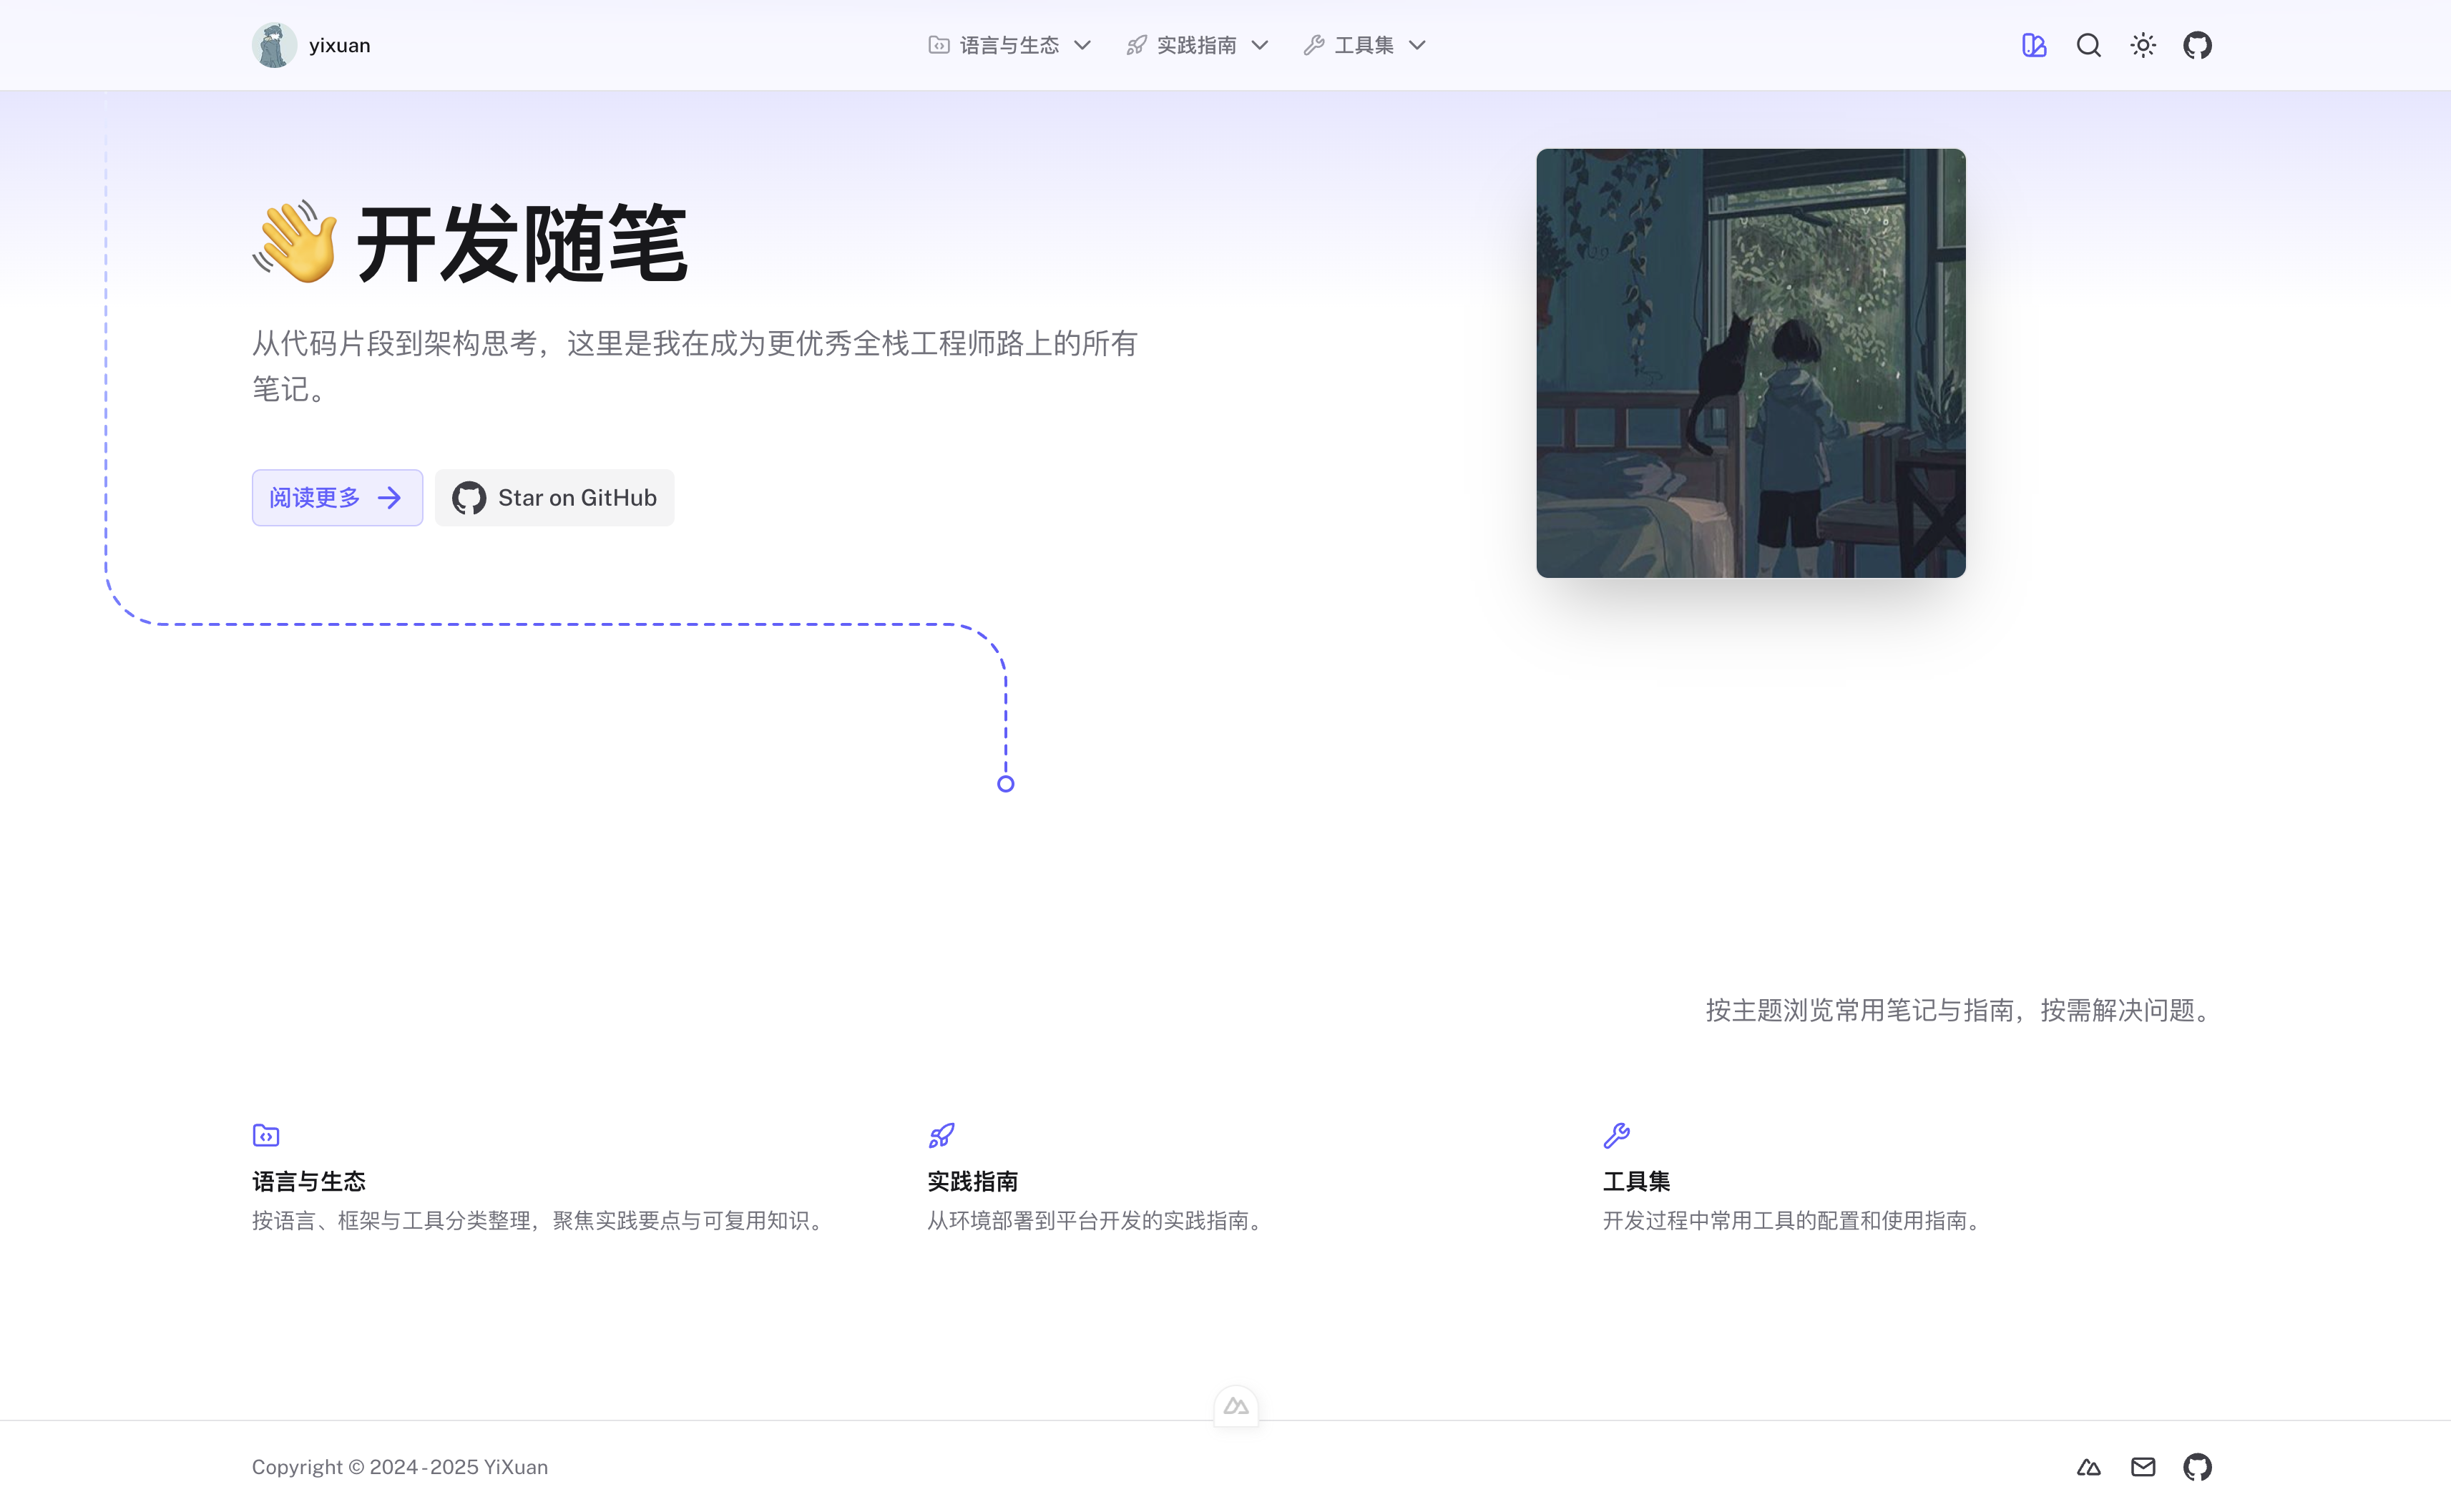 yixuan
语言与生态
实践指南
工具集
👋 开发随笔
从代码片段到架构思考，这里是我在成为更优秀全栈工程师路上的所有
笔记。
阅读更多
Star on GitHub
按主题浏览常用笔记与指南，按需解决问题。
语言与生态
按语言、框架与工具分类整理，聚焦实践要点与可复用知识。
实践指南
从环境部署到平台开发的实践指南。
工具集
开发过程中常用工具的配置和使用指南。
Copyright © 2024-2025 YiXuan